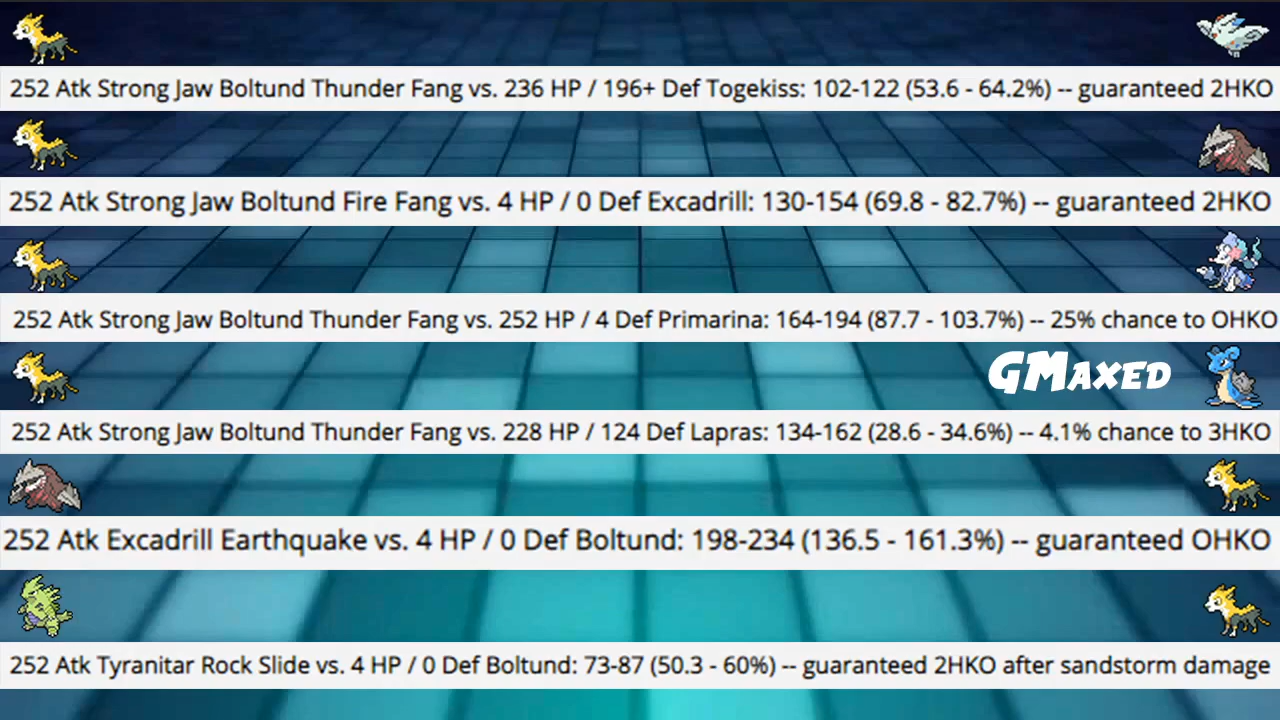 252 Atk Strong Jaw Boltund Thunder Fang vs. 236 HP / 196+ Def Togekiss: 102-122 (53.6 - 64.2%) -- guaranteed 2HKO
252 Atk Strong Jaw Boltund Fire Fang vs. 4 HP / 0 Def Excadrill: 130-154 (69.8 - 82.7%) -- guaranteed 2HKO
252 Atk Strong Jaw Boltund Thunder Fang vs. 252 HP / 4 Def Primarina: 164-194 (87.7 - 103.7%) -- 25% chance to OHKO
GMAXED
252 Atk Strong Jaw Boltund Thunder Fang vs. 228 HP / 124 Def Lapras: 134-162 (28.6 - 34.6%) -- 4.1% chance to 3HKO
252 Atk Excadrill Earthquake vs. 4 HP / 0 Def Boltund: 198-234 (136.5 - 161.3%) -- guaranteed OHKO
252 Atk Tyranitar Rock Slide vs. 4 HP / 0 Def Boltund: 73-87 (50.3 - 60%) -- guaranteed 2HKO after sandstorm damage